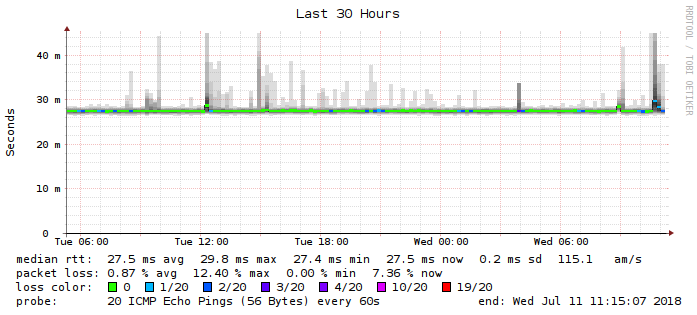 Last 30 Hours
RRDTOOL / TOBI OETIKER
Seconds
40 m
30 m
20 m
10 m
0
Tue 06:00 Tue 12:00 Tue 18:00 Wed 00:00 Wed 06:00
median rtt: 27.5 ms avg 29.8 ms max 27.4 ms min 27.5 ms now 0.2 ms sd 115.1 am/s
packet loss: 0.87 % avg 12.40 % max 0.00 % min 7.36 % now
loss color: 0 1/20 2/20 3/20 4/20 10/20 19/20
probe: 20 ICMP Echo Pings (56 Bytes) every 60s end: Wed Jul 11 11:15:07 2018